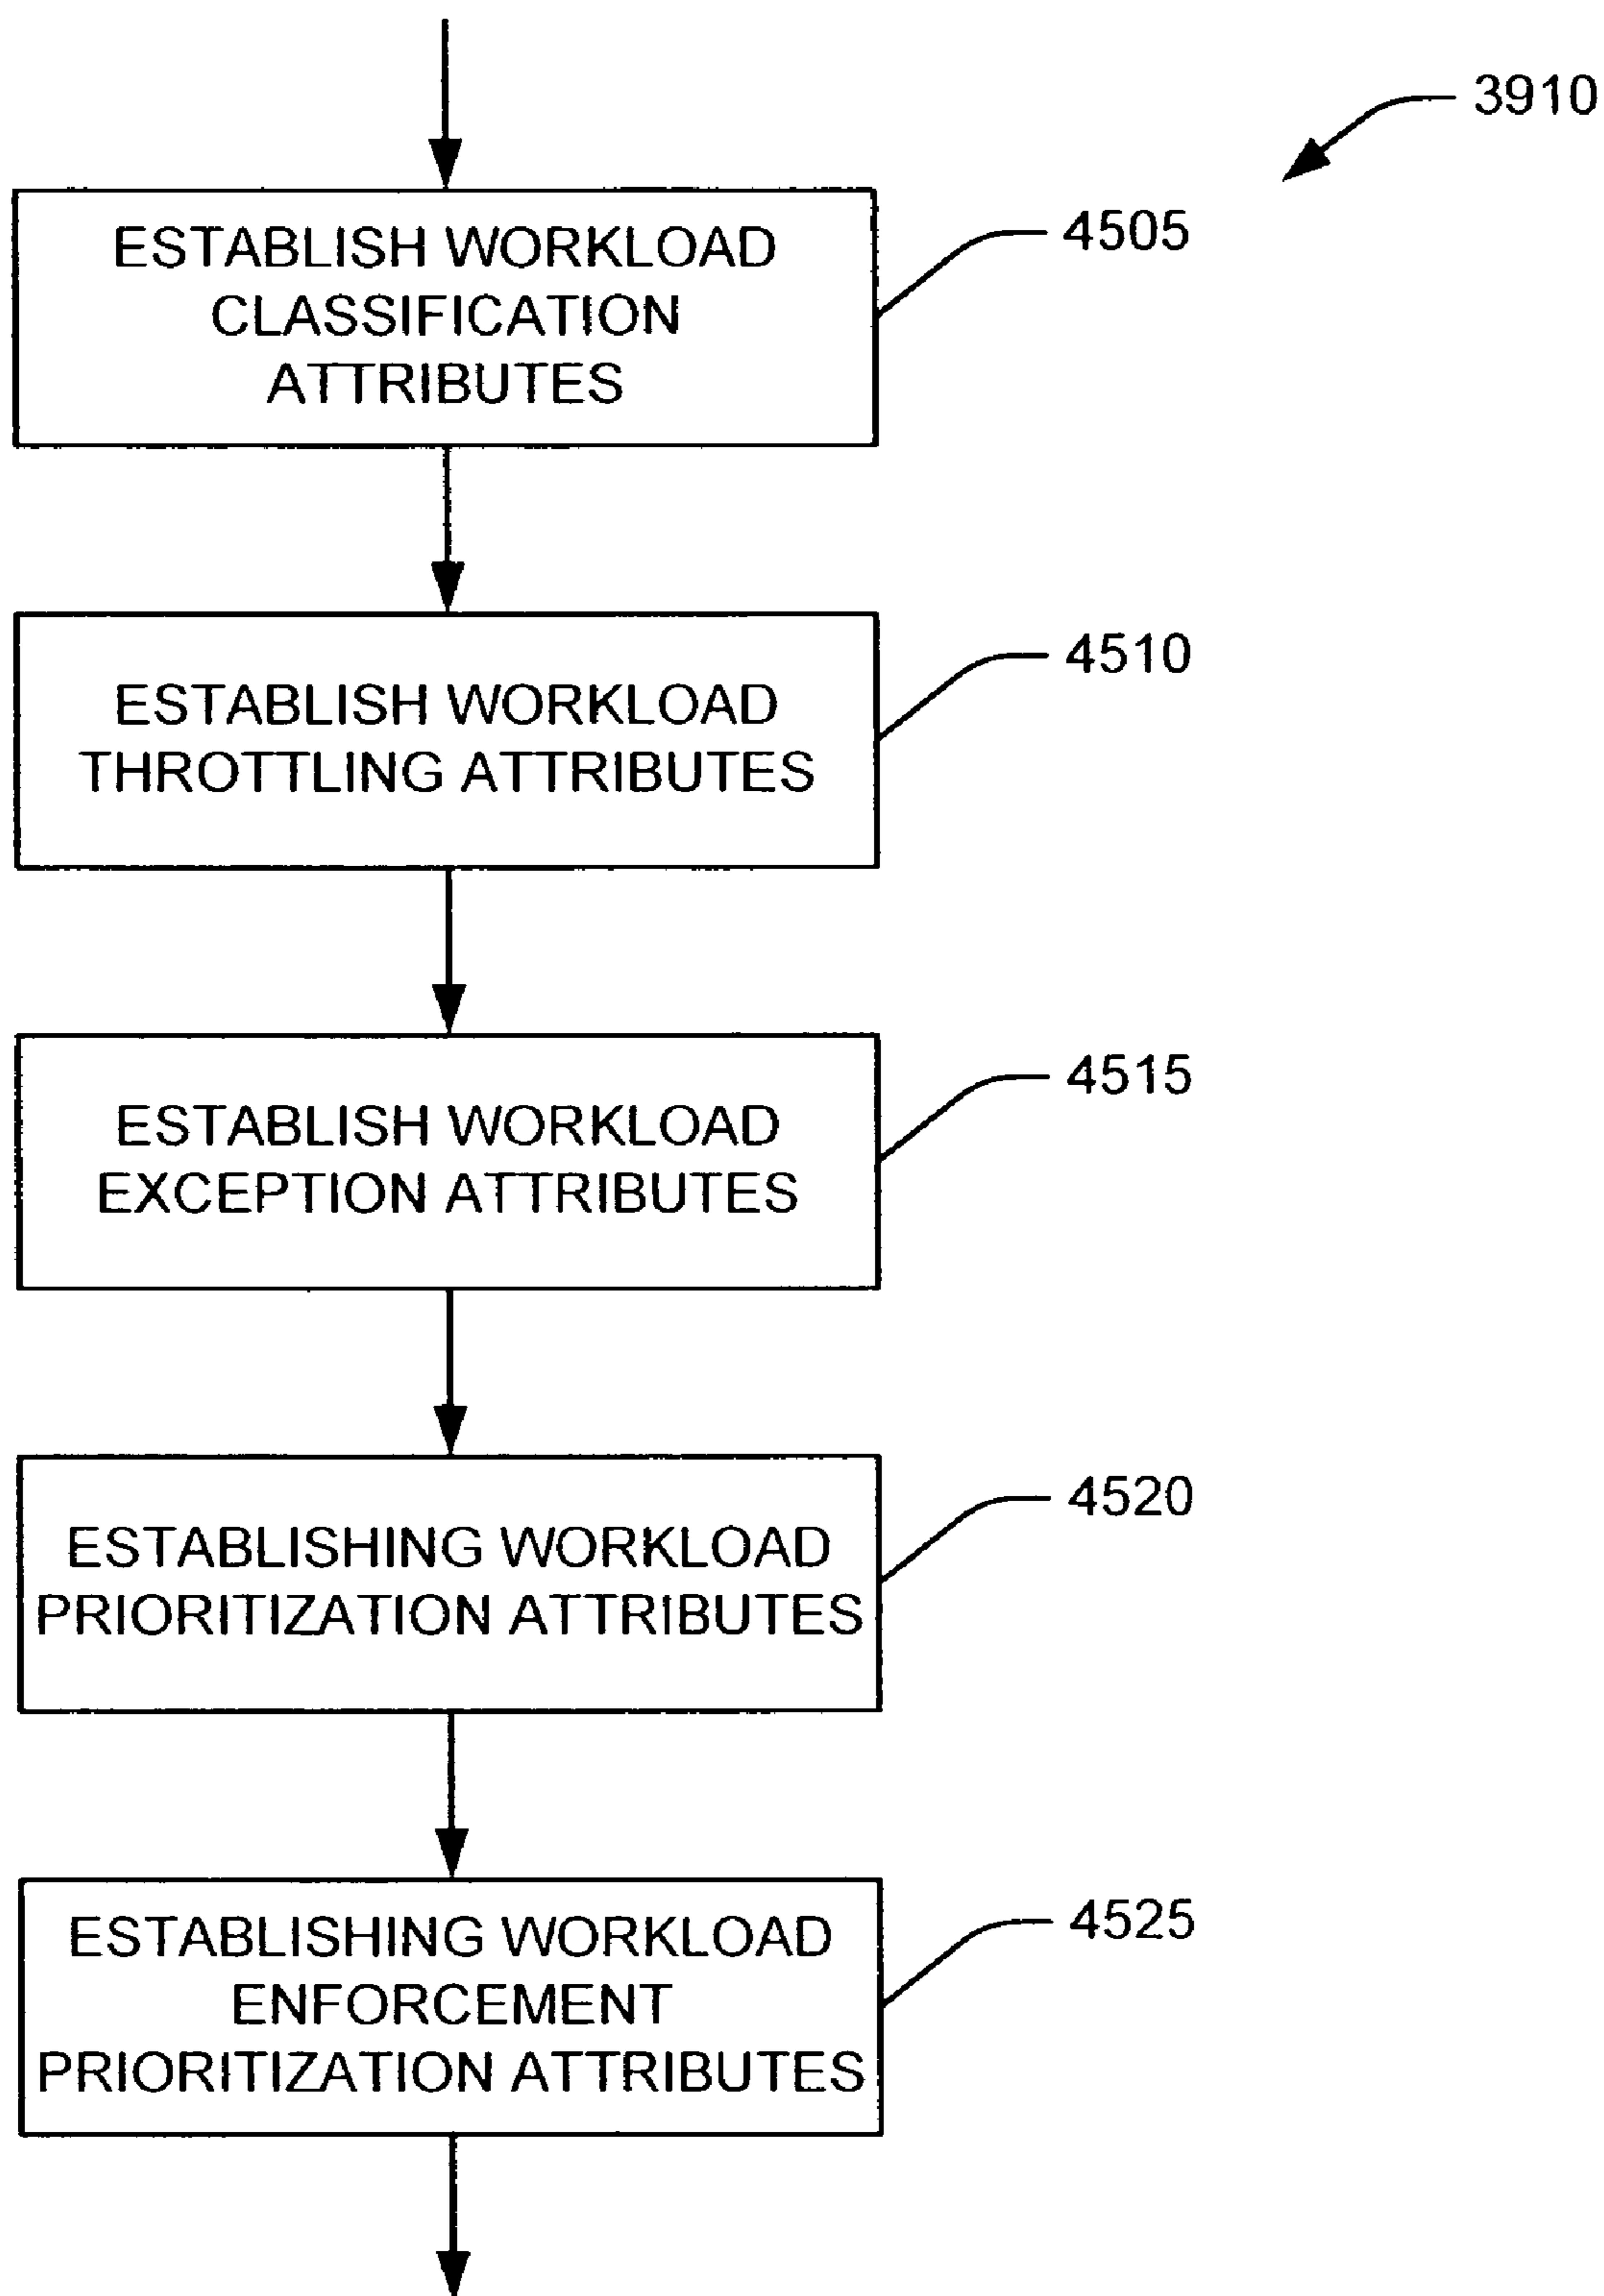 3910
ESTABLISH WORKLOAD
CLASSIFICATION
ATTRIBUTES
4505
ESTABLISH WORKLOAD
THROTTLING ATTRIBUTES
4510
ESTABLISH WORKLOAD
EXCEPTION ATTRIBUTES
4515
ESTABLISHING WORKLOAD
PRIORITIZATION ATTRIBUTES
4520
ESTABLISHING WORKLOAD
ENFORCEMENT
PRIORITIZATION ATTRIBUTES
4525